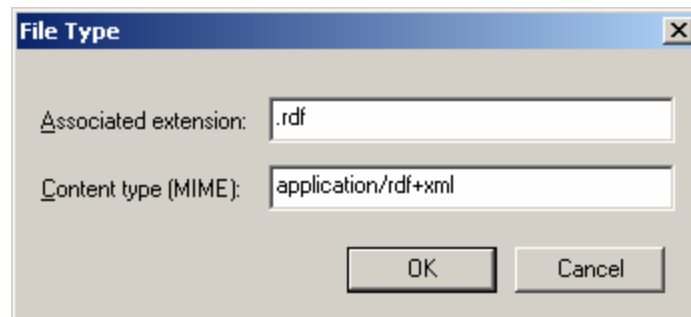 File Type
Associated extension: .rdf
Content type (MIME): application/rdf+xml
OK Cancel